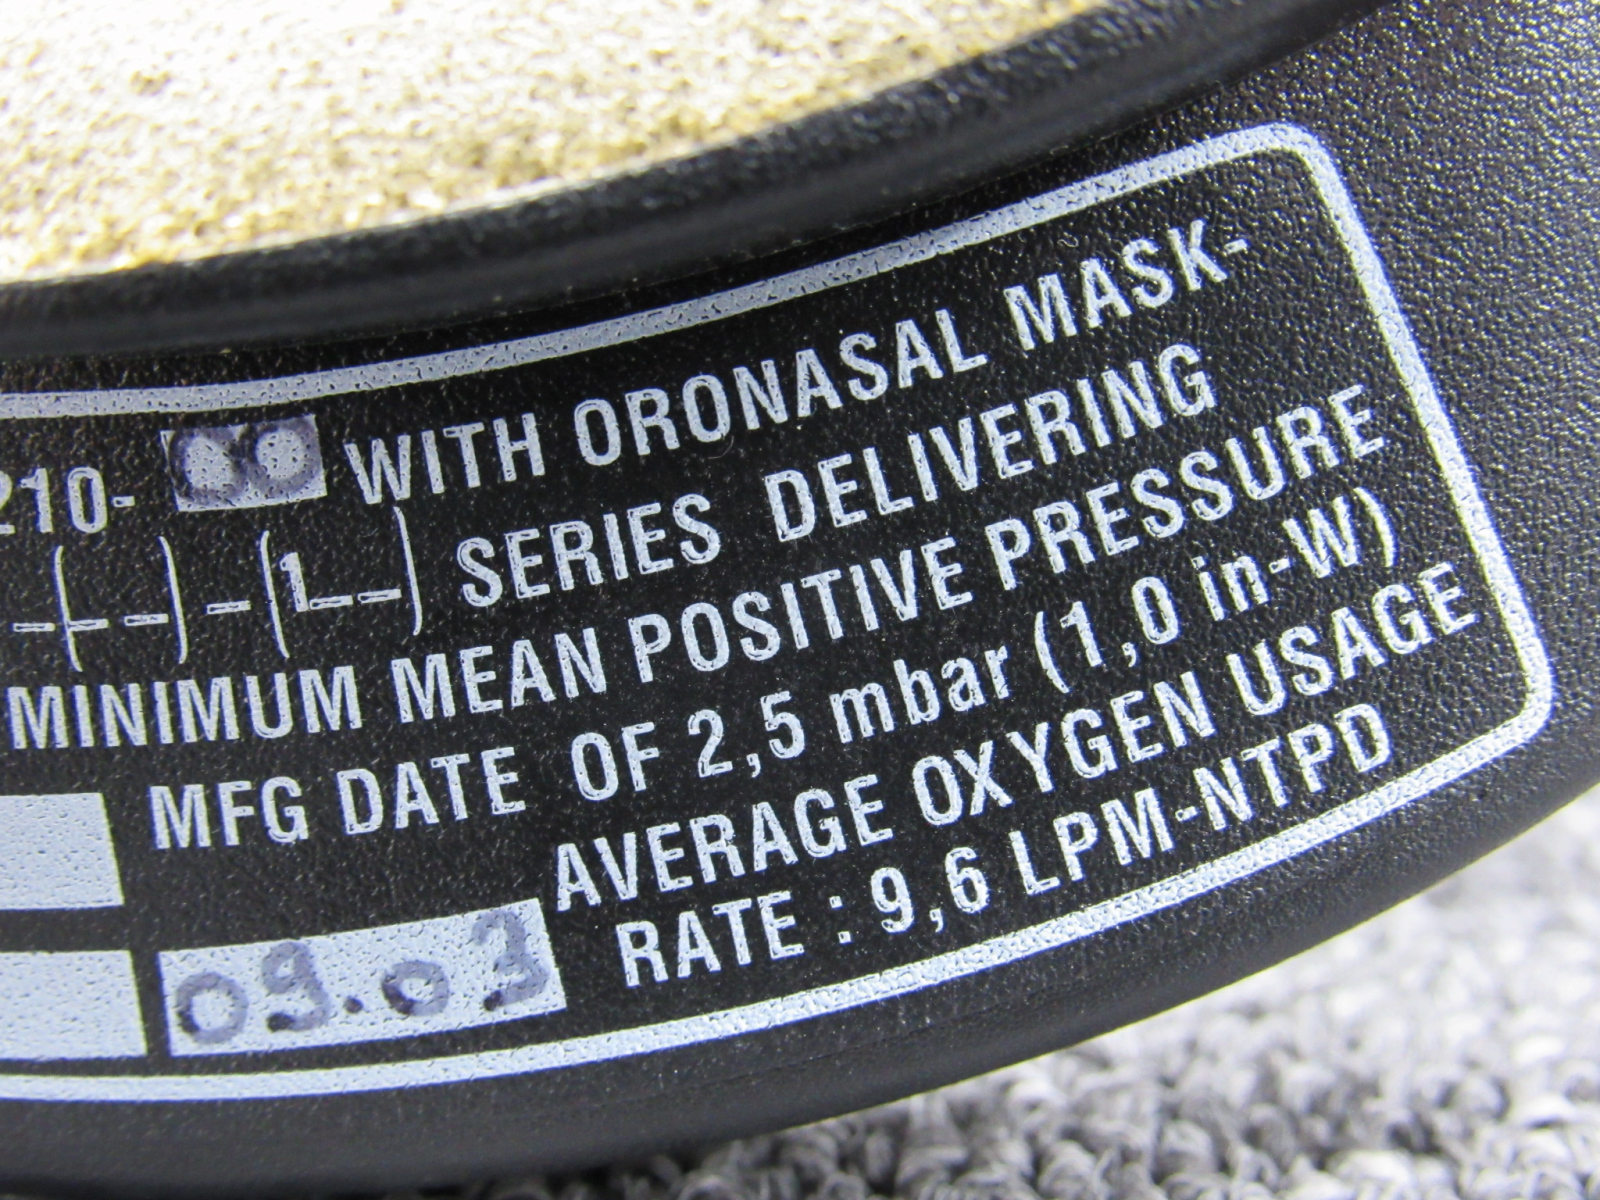 210- 00 WITH ORONASAL MASK-
--(--)-(1--) SERIES DELIVERING
MINIMUM MEAN POSITIVE PRESSURE
MFG DATE OF 2,5 mbar (1,0 in-W)
AVERAGE OXYGEN USAGE
09.03 RATE : 9,6 LPM-NTPD